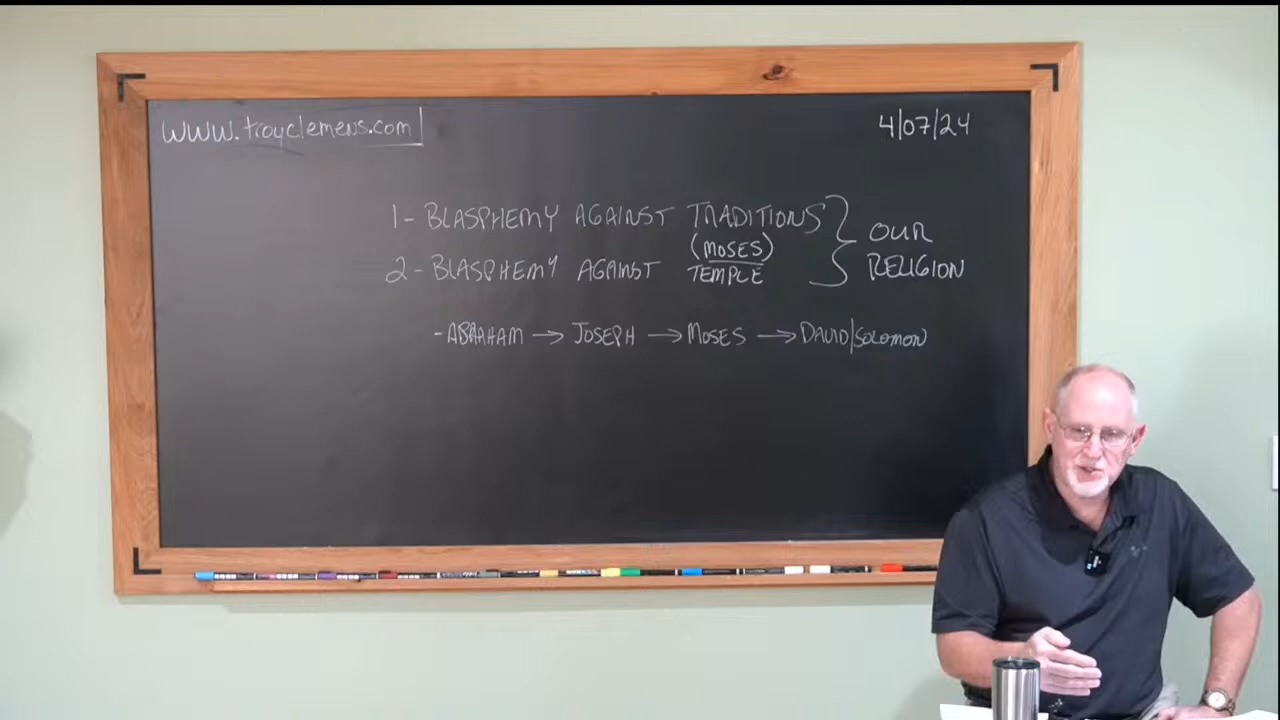 www.troyclemens.com
4/07/24
1- BLASPHEMY AGAINST TRADITIONS
(MOSES)
2- BLASPHEMY AGAINST TEMPLE
OUR
RELIGION
-ABRAHAM → JOSEPH → MOSES → DAVID/SOLOMON